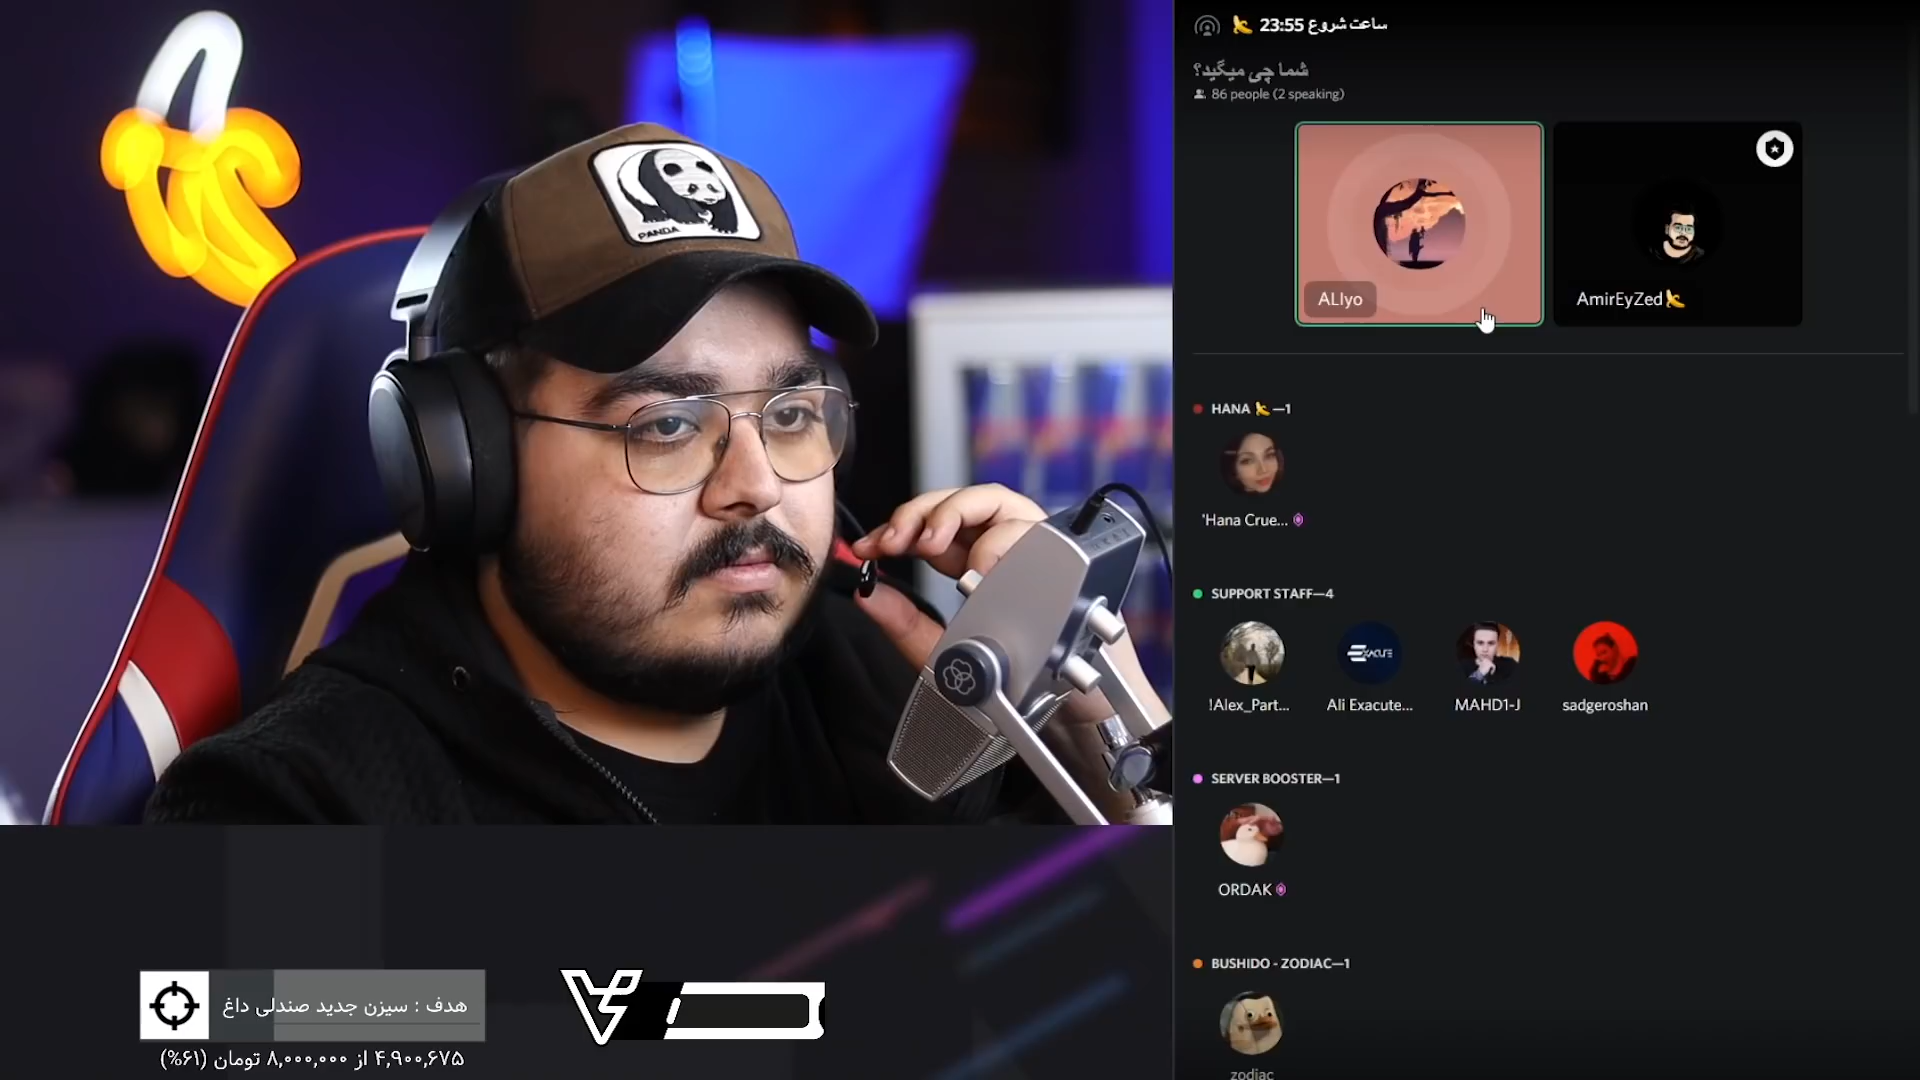 PANDA
ساعت شروع 23:55
شما چی میگید؟
86 people (2 speaking)
ALIyo
AmirEyZed
HANA —1
'Hana Crue...
SUPPORT STAFF—4
!Alex_Part...
Ali Exacute...
MAHD1-J
sadgeroshan
SERVER BOOSTER—1
ORDAK
BUSHIDO - ZODIAC—1
zodiac
هدف : سیزن جدید صندلی داغ
۴,۹۰۰,۶۷۵ از ۸,۰۰۰,۰۰۰ تومان (۶۱%)